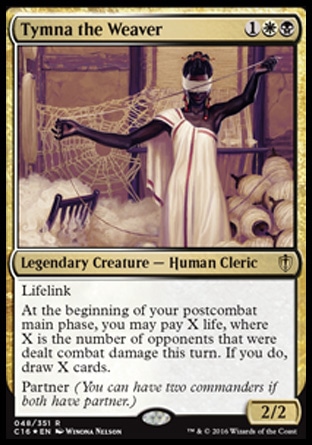 Tymna the Weaver 1
Legendary Creature — Human Cleric
Lifelink
At the beginning of your postcombat
main phase, you may pay X life, where
X is the number of opponents that were
dealt combat damage this turn. If you do,
draw X cards.
Partner (You can have two commanders if
both have partner.)
2/2
048/351 R
C16 ★ EN Winona Nelson
™ & © 2016 Wizards of the Coast